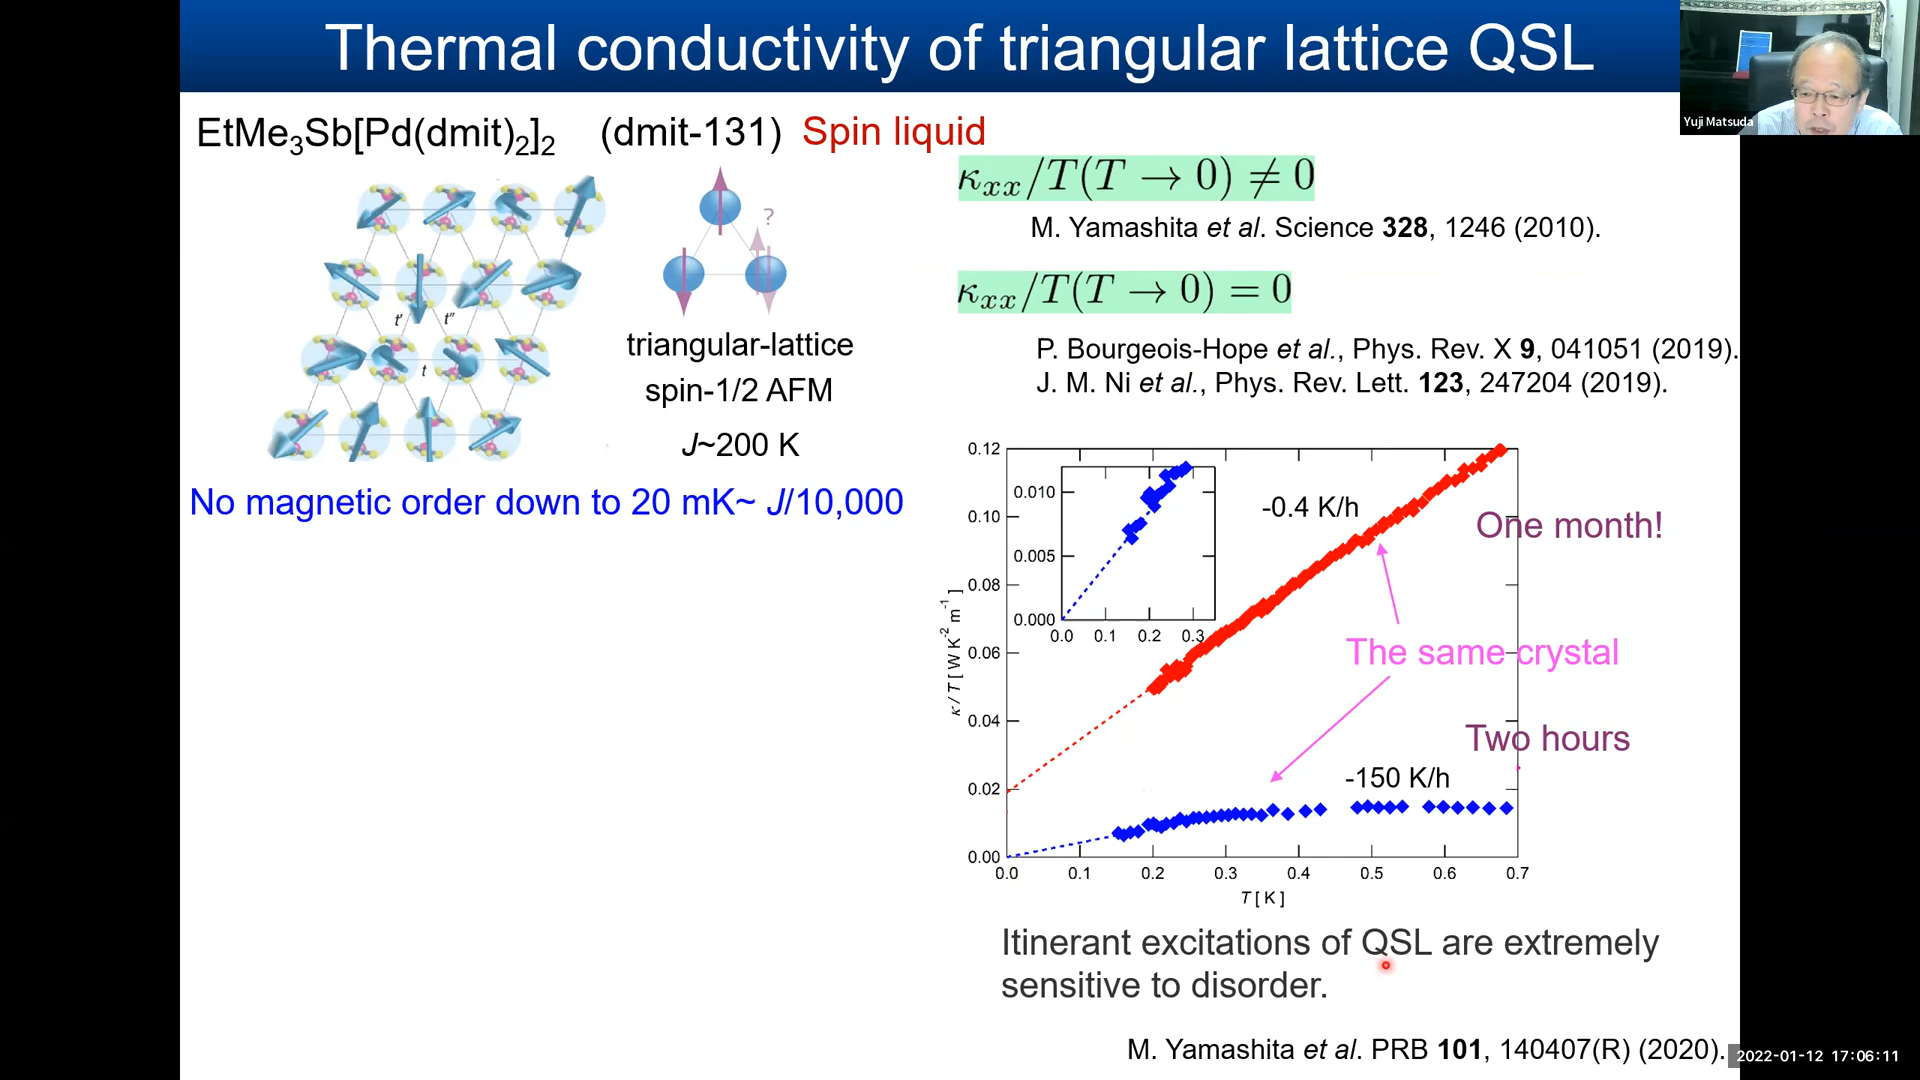 Thermal conductivity of triangular lattice QSL
Yuji Matsuda
EtMe₃Sb[Pd(dmit)₂]₂ (dmit-131) Spin liquid
t'
t"
t
?
triangular-lattice
spin-1/2 AFM
J~200 K
No magnetic order down to 20 mK~ J/10,000
κxx/T(T → 0) ≠ 0
M. Yamashita et al. Science 328, 1246 (2010).
κxx/T(T → 0) = 0
P. Bourgeois-Hope et al., Phys. Rev. X 9, 041051 (2019).
J. M. Ni et al., Phys. Rev. Lett. 123, 247204 (2019).
0.12
0.10
0.08
0.06
0.04
0.02
0.00
κ / T [ W K⁻² m⁻¹ ]
0.010
0.005
0.000
0.0 0.1 0.2 0.3
-0.4 K/h
One month!
The same crystal
Two hours
-150 K/h
0.0 0.1 0.2 0.3 0.4 0.5 0.6 0.7
T [ K ]
Itinerant excitations of QSL are extremely
sensitive to disorder.
M. Yamashita et al. PRB 101, 140407(R) (2020).
2022-01-12 17:06:11